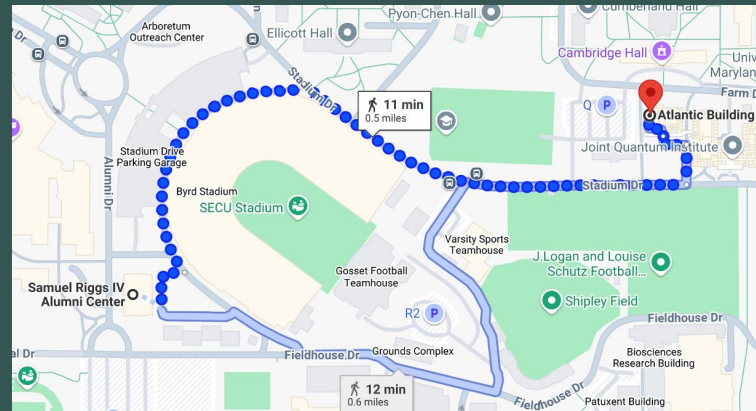 Arboretum
Outreach Center
Ellicott Hall
Pyon-Chen Hall
Cumberland Hall
Cambridge Hall
Stadium Dr
11 min
0.5 miles
Q
P
Farm D
Atlantic Building
Joint Quantum Institute
Stadium Drive
Parking Garage
Alumni Dr
Byrd Stadium
SECU Stadium
Stadium Dr
Varsity Sports
Teamhouse
J.Logan and Louise
Schutz Football...
Gosset Football
Teamhouse
Samuel Riggs IV
Alumni Center
R2
P
Shipley Field
Fieldhouse Dr
al Dr
Fieldhouse Dr
Grounds Complex
Biosciences
Research Building
12 min
0.6 miles
Fieldhouse Dr
Patuxent Building